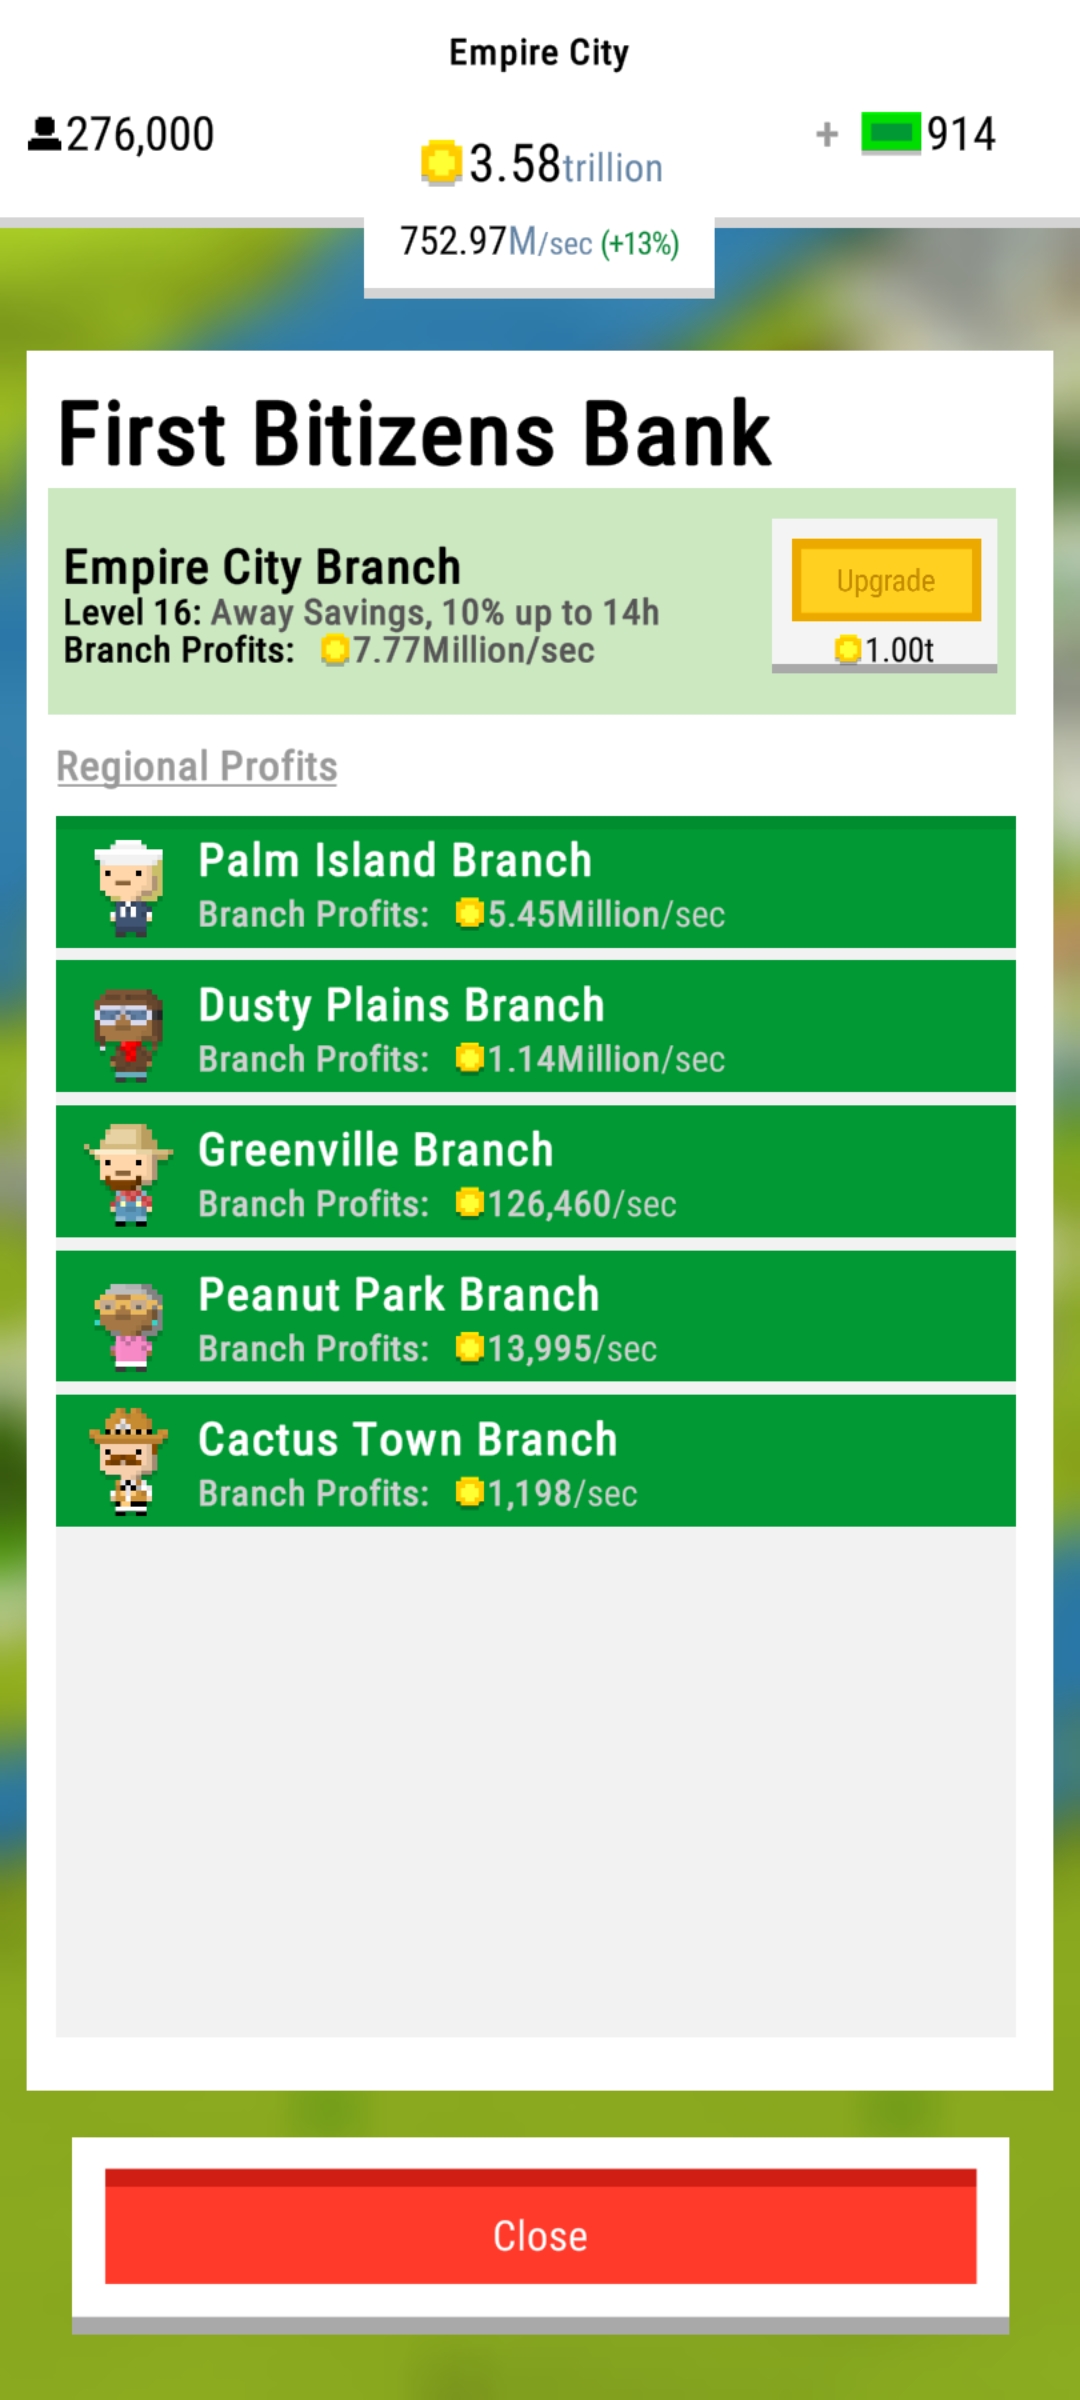 Empire City
276,000
3.58trillion
+ 914
752.97M/sec (+13%)
First Bitizens Bank
Empire City Branch
Level 16: Away Savings, 10% up to 14h
Branch Profits: 7.77Million/sec
Upgrade
1.00t
Regional Profits
Palm Island Branch
Branch Profits: 5.45Million/sec
Dusty Plains Branch
Branch Profits: 1.14Million/sec
Greenville Branch
Branch Profits: 126,460/sec
Peanut Park Branch
Branch Profits: 13,995/sec
Cactus Town Branch
Branch Profits: 1,198/sec
Close